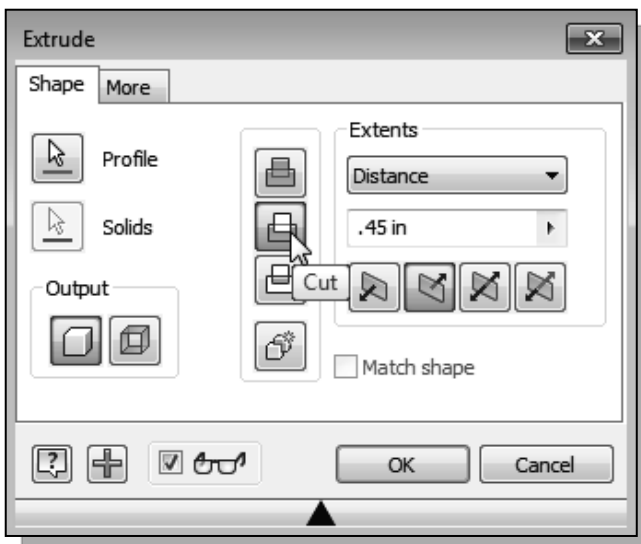 Extrude
Shape More
Profile
Solids
Output
Cut
Extents
Distance
.45 in
Match shape
OK Cancel